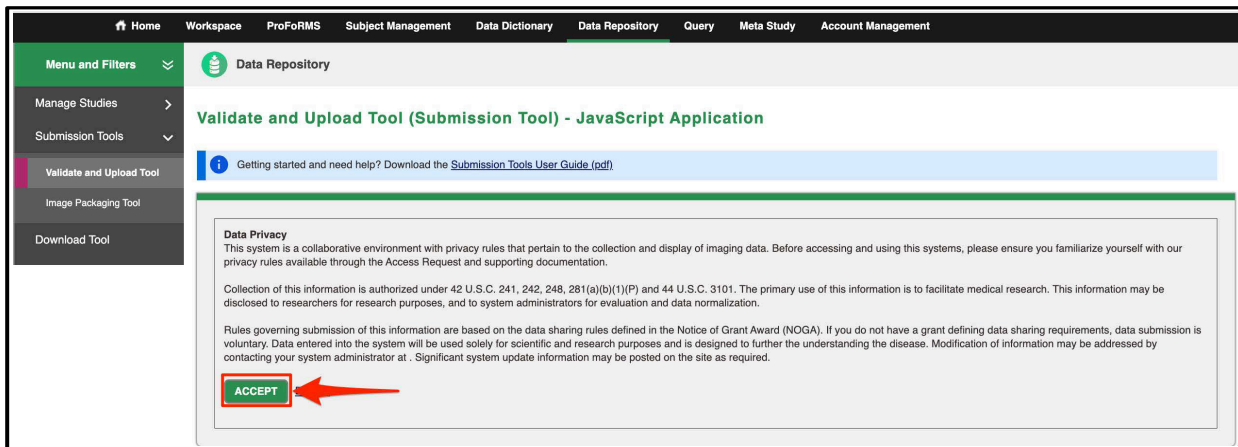 Home Workspace ProFoRMS Subject Management Data Dictionary Data Repository Query Meta Study Account Management
Menu and Filters
Data Repository
Manage Studies
Submission Tools
Validate and Upload Tool
Image Packaging Tool
Download Tool
Validate and Upload Tool (Submission Tool) - JavaScript Application
Getting started and need help? Download the Submission Tools User Guide (pdf)
Data Privacy
This system is a collaborative environment with privacy rules that pertain to the collection and display of imaging data. Before accessing and using this systems, please ensure you familiarize yourself with our
privacy rules available through the Access Request and supporting documentation.
Collection of this information is authorized under 42 U.S.C. 241, 242, 248, 281(a)(b)(1)(P) and 44 U.S.C. 3101. The primary use of this information is to facilitate medical research. This information may be
disclosed to researchers for research purposes, and to system administrators for evaluation and data normalization.
Rules governing submission of this information are based on the data sharing rules defined in the Notice of Grant Award (NOGA). If you do not have a grant defining data sharing requirements, data submission is
voluntary. Data entered into the system will be used solely for scientific and research purposes and is designed to further the understanding the disease. Modification of information may be addressed by
contacting your system administrator at . Significant system update information may be posted on the site as required.
ACCEPT